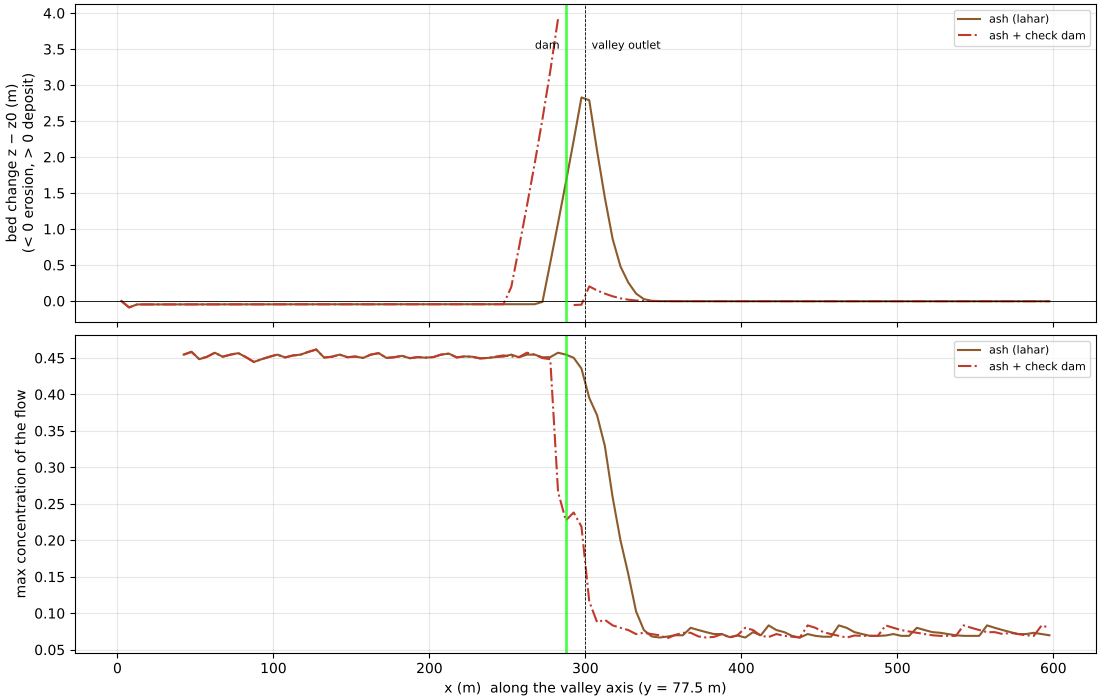 4.0
3.5
3.0
2.5
2.0
1.5
1.0
0.5
0.0
bed change z − z0 (m)
(< 0 erosion, > 0 deposit)
dam
valley outlet
ash (lahar)
ash + check dam
0.45
0.40
0.35
0.30
0.25
0.20
0.15
0.10
0.05
max concentration of the flow
ash (lahar)
ash + check dam
0 100 200 300 400 500 600
x (m)  along the valley axis (y = 77.5 m)